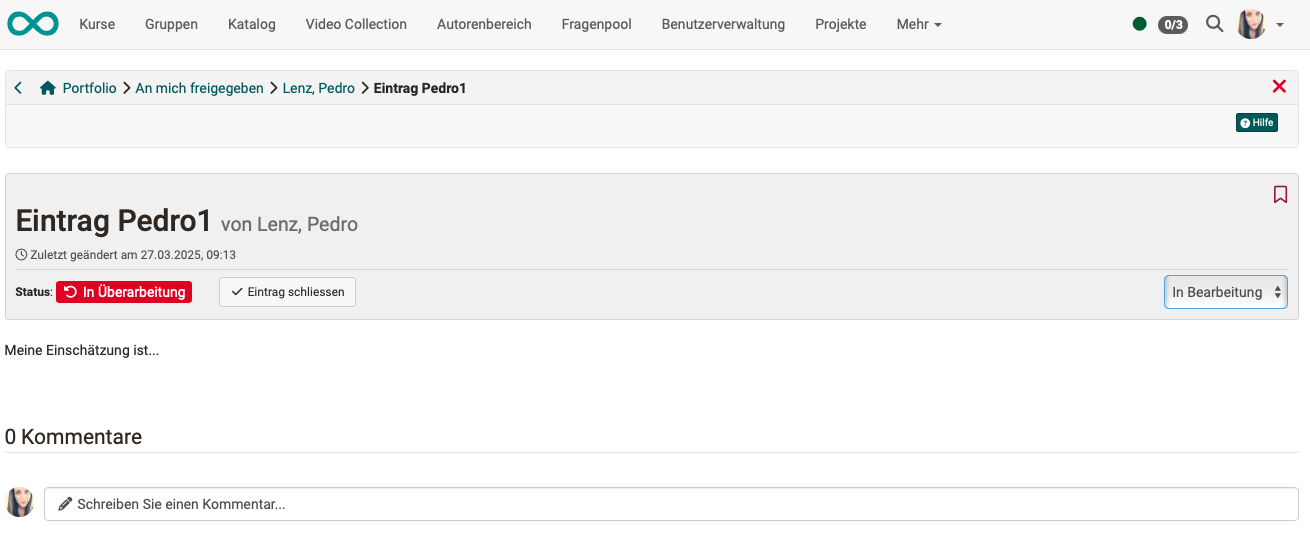 Kurse Gruppen Katalog Video Collection Autorenbereich Fragenpool Benutzerverwaltung Projekte Mehr 0/3
Portfolio An mich freigegeben Lenz, Pedro Eintrag Pedro1
Hilfe
Eintrag Pedro1 von Lenz, Pedro
Zuletzt geändert am 27.03.2025, 09:13
Status: In Überarbeitung Eintrag schliessen In Bearbeitung
Meine Einschätzung ist...
0 Kommentare
Schreiben Sie einen Kommentar...